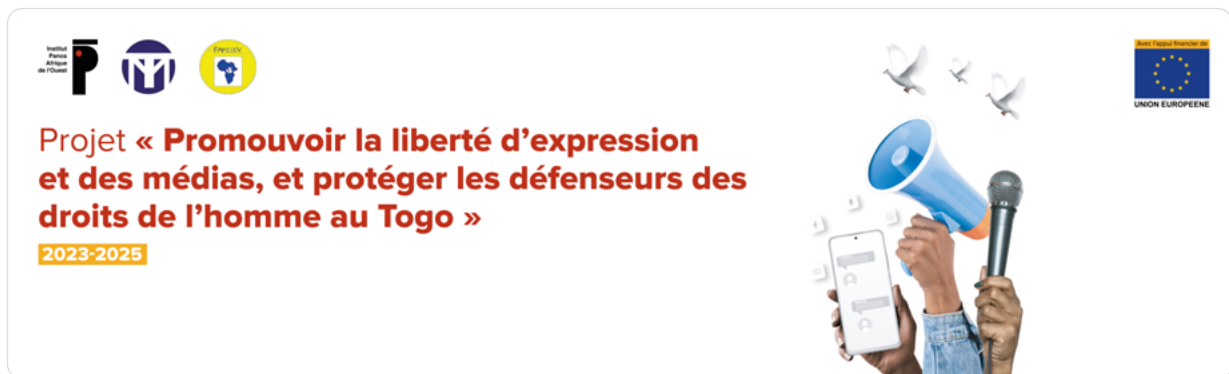 Institut
Panos
Afrique
de l'Ouest
Projet « Promouvoir la liberté d'expression
et des médias, et protéger les défenseurs des
droits de l'homme au Togo »
2023-2025
Avec l'appui financier de
UNION EUROPEENE